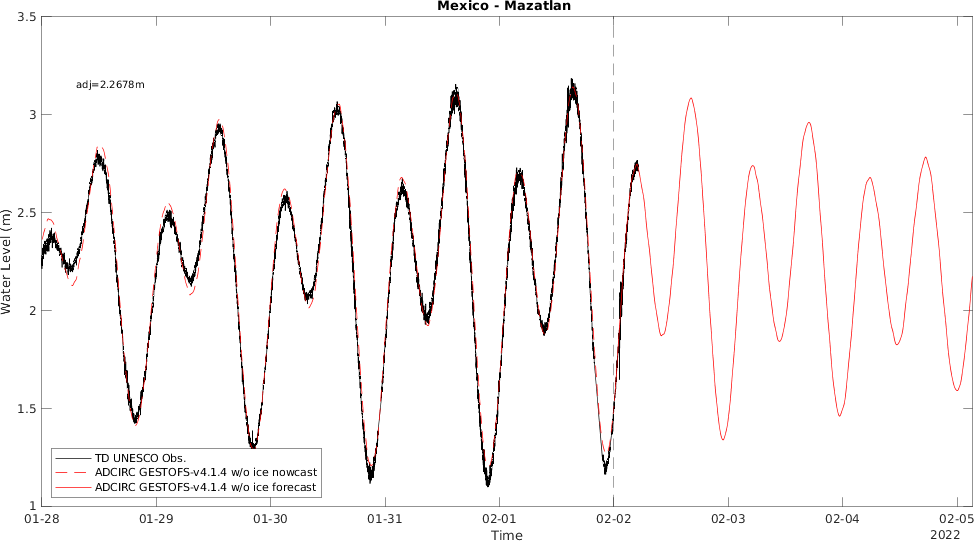 Mexico - Mazatlan
3.5
adj=2.2678m
3
2.5
Water Level (m)
2
1.5
TD UNESCO Obs.
ADCIRC GESTOFS-v4.1.4 w/o ice nowcast
ADCIRC GESTOFS-v4.1.4 w/o ice forecast
1
01-28 01-29 01-30 01-31 02-01 02-02 02-03 02-04 02-05
Time 2022